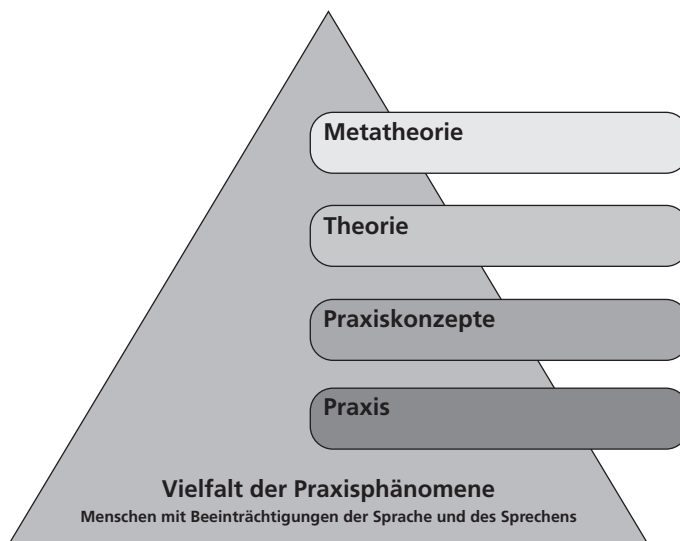 Metatheorie
Theorie
Praxiskonzepte
Praxis
Vielfalt der Praxisphänomene
Menschen mit Beeinträchtigungen der Sprache und des Sprechens